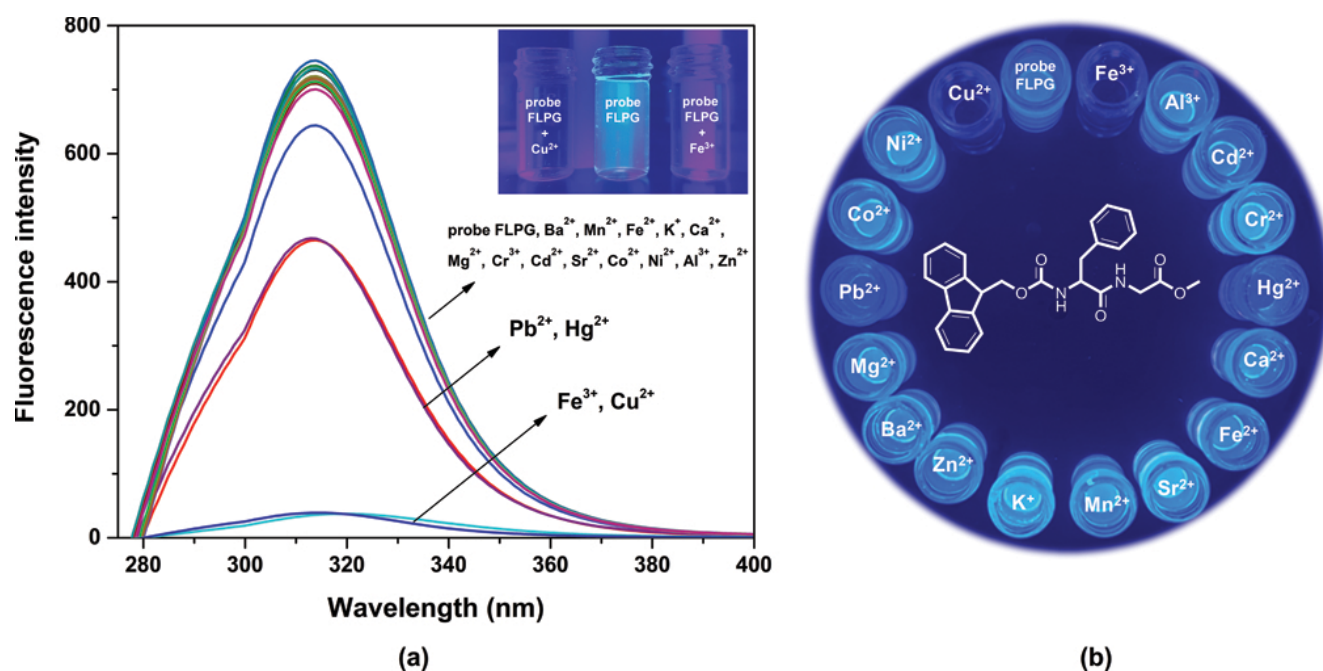 800
600
400
200
0
Fluorescence intensity
280 300 320 340 360 380 400
Wavelength (nm)
probe
FLPG
+
Cu²⁺
probe
FLPG
probe
FLPG
+
Fe³⁺
probe FLPG, Ba²⁺, Mn²⁺, Fe²⁺, K⁺, Ca²⁺,
Mg²⁺, Cr³⁺, Cd²⁺, Sr²⁺, Co²⁺, Ni²⁺, Al³⁺, Zn²⁺
Pb²⁺, Hg²⁺
Fe³⁺, Cu²⁺
(a)
probe
FLPG
Fe³⁺
Al³⁺
Cd²⁺
Cr²⁺
Hg²⁺
Ca²⁺
Fe²⁺
Sr²⁺
Mn²⁺
K⁺
Zn²⁺
Ba²⁺
Mg²⁺
Pb²⁺
Co²⁺
Ni²⁺
Cu²⁺
O
O
N
H
O
H
N
O
O
(b)